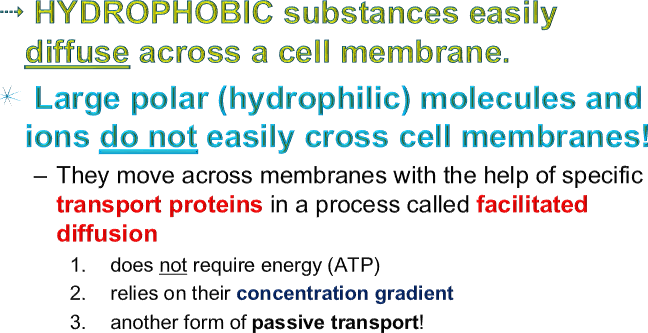 ⇢ HYDROPHOBIC substances easily
diffuse across a cell membrane.
* Large polar (hydrophilic) molecules and
ions do not easily cross cell membranes!
– They move across membranes with the help of specific
transport proteins in a process called facilitated
diffusion
1. does not require energy (ATP)
2. relies on their concentration gradient
3. another form of passive transport!